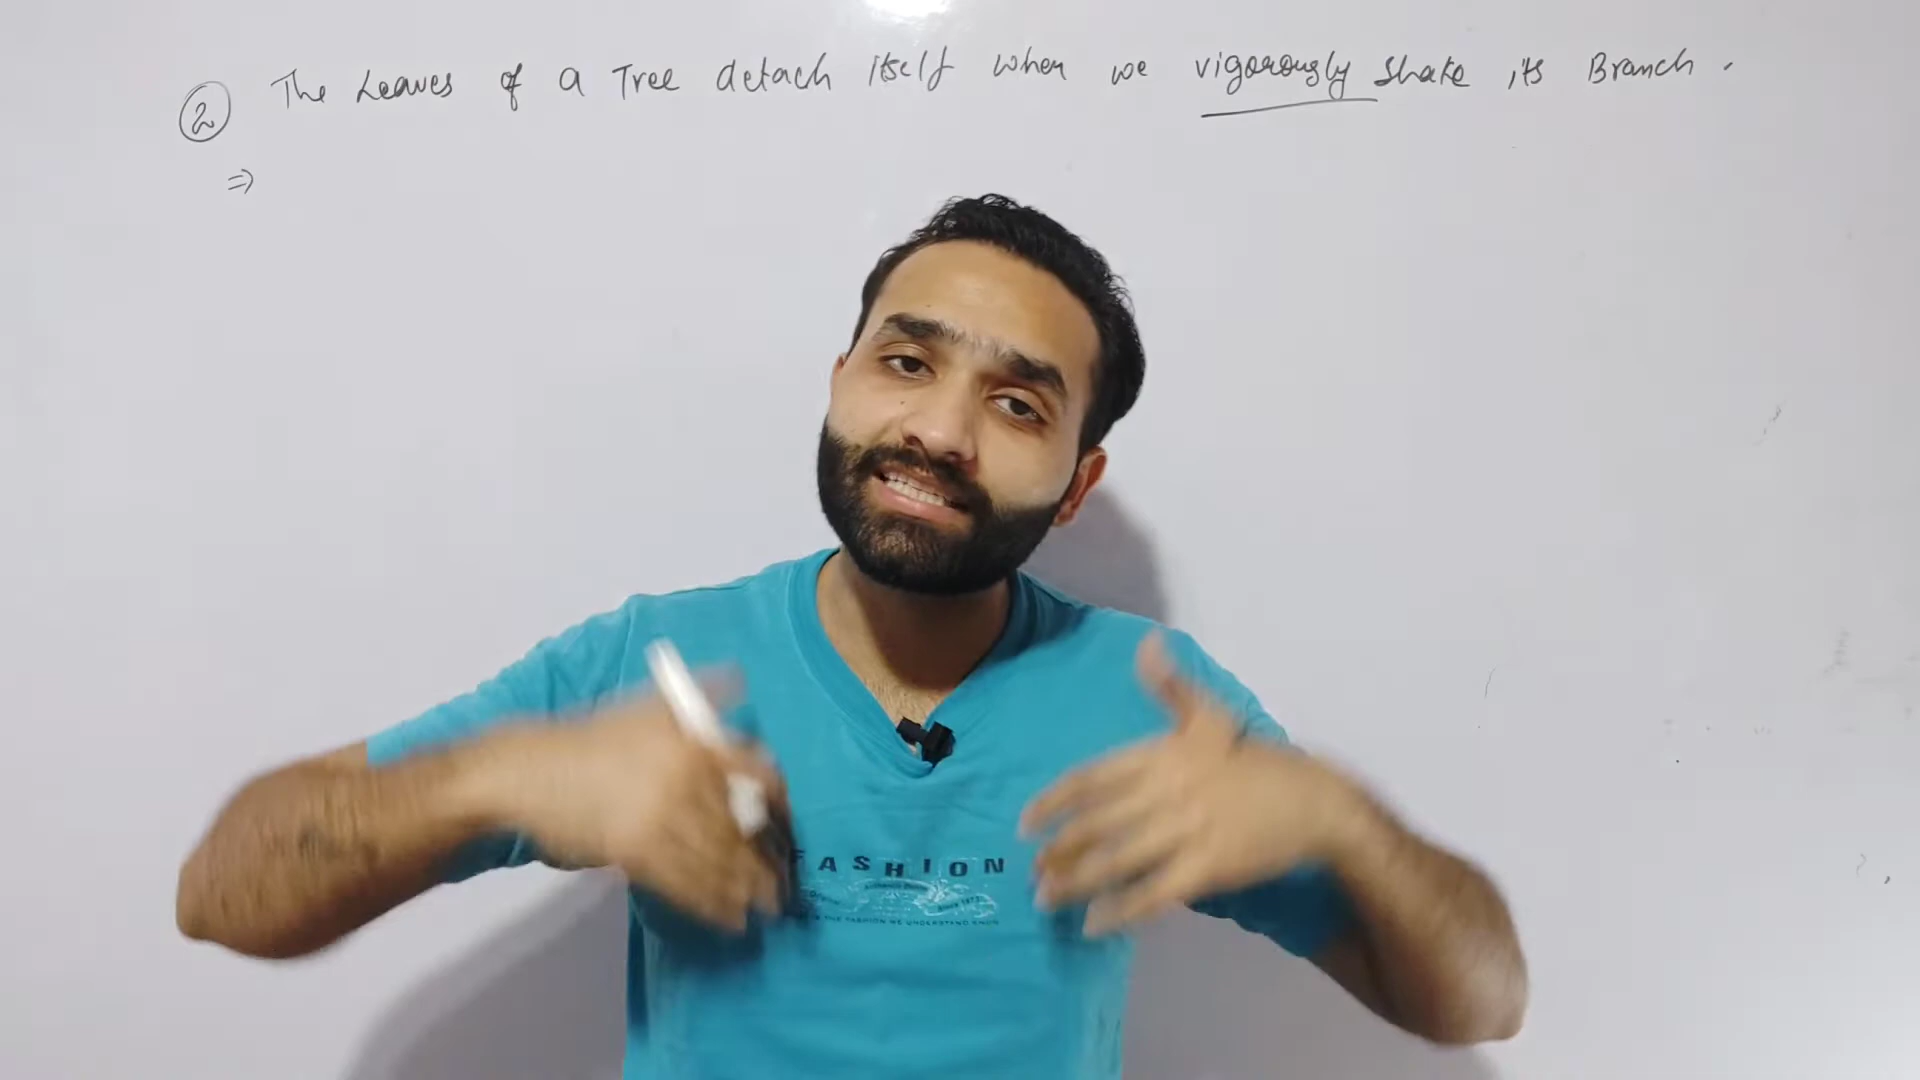 ② The Leaves of a Tree detach itself when we vigorously shake its Branch.
⇒
FASHION